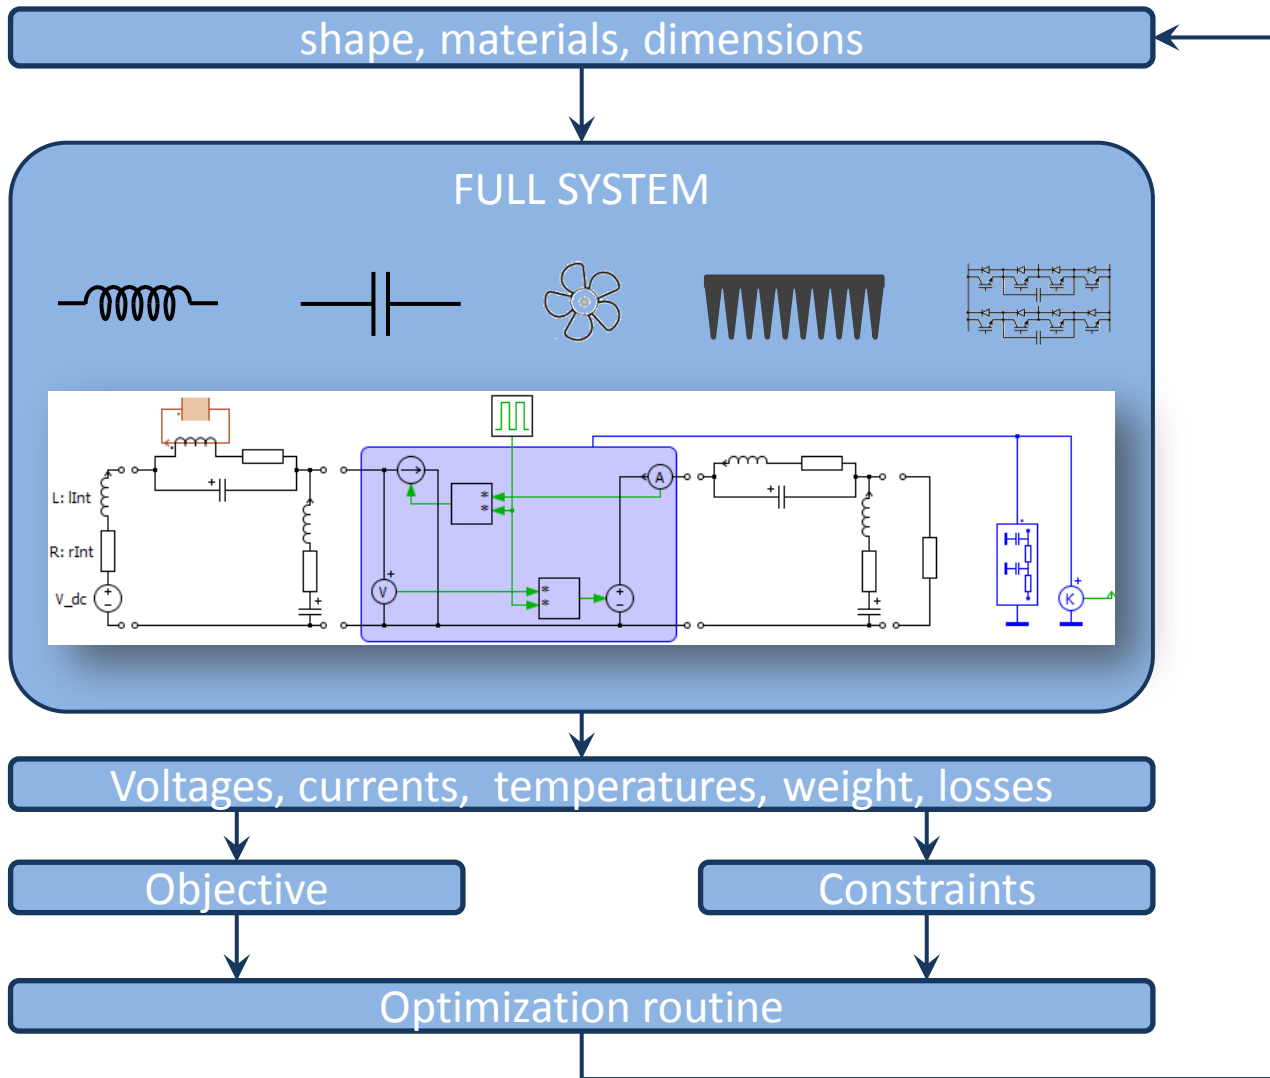 shape, materials, dimensions
FULL SYSTEM
L: lInt
R: rInt
V_dc
A
V
K
Voltages, currents, temperatures, weight, losses
Objective
Constraints
Optimization routine